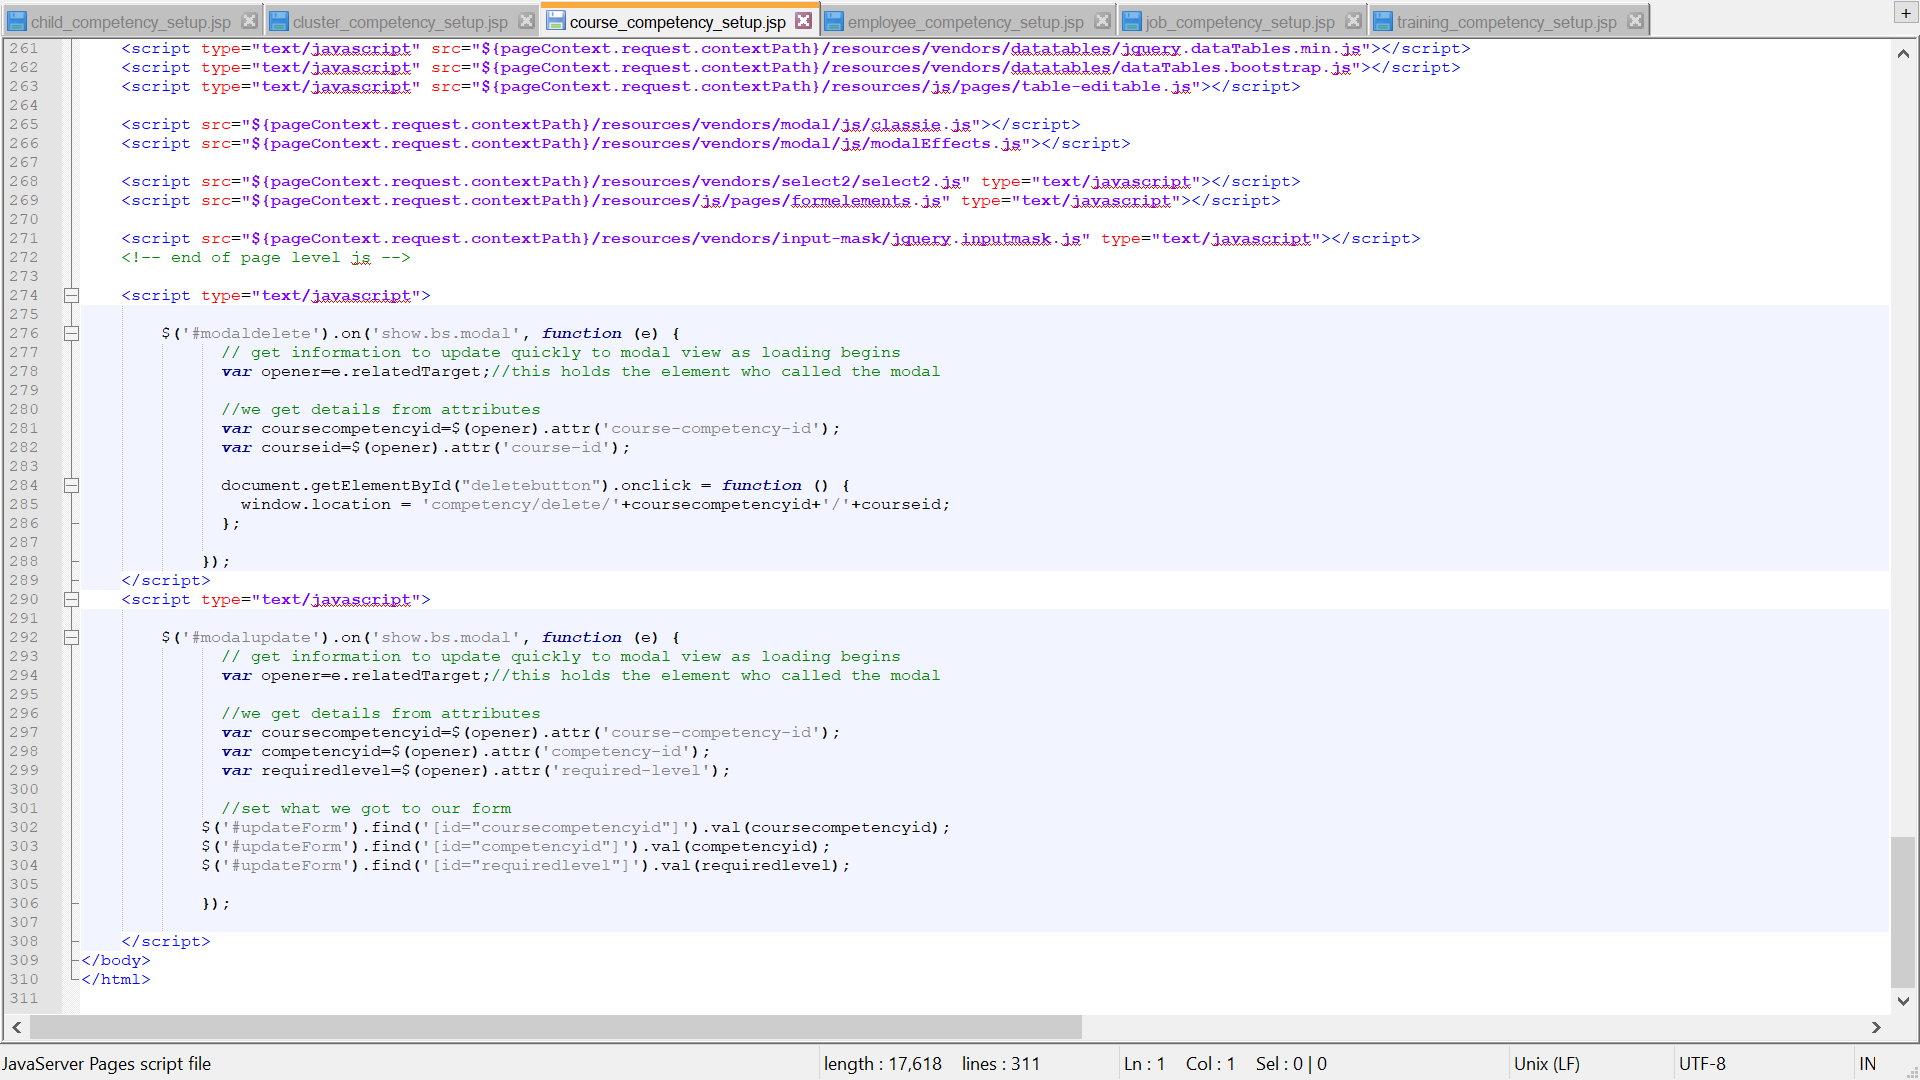 child_competency_setup.jsp cluster_competency_setup.jsp course_competency_setup.jsp employee_competency_setup.jsp job_competency_setup.jsp training_competency_setup.jsp +
261 <script type="text/javascript" src="${pageContext.request.contextPath}/resources/vendors/datatables/jquery.dataTables.min.js"></script>
262 <script type="text/javascript" src="${pageContext.request.contextPath}/resources/vendors/datatables/dataTables.bootstrap.js"></script>
263 <script type="text/javascript" src="${pageContext.request.contextPath}/resources/js/pages/table-editable.js"></script>
264
265 <script src="${pageContext.request.contextPath}/resources/vendors/modal/js/classie.js"></script>
266 <script src="${pageContext.request.contextPath}/resources/vendors/modal/js/modalEffects.js"></script>
267
268 <script src="${pageContext.request.contextPath}/resources/vendors/select2/select2.js" type="text/javascript"></script>
269 <script src="${pageContext.request.contextPath}/resources/js/pages/formelements.js" type="text/javascript"></script>
270
271 <script src="${pageContext.request.contextPath}/resources/vendors/input-mask/jquery.inputmask.js" type="text/javascript"></script>
272 <!-- end of page level js -->
273
274 <script type="text/javascript">
275
276 $('#modaldelete').on('show.bs.modal', function (e) {
277 // get information to update quickly to modal view as loading begins
278 var opener=e.relatedTarget;//this holds the element who called the modal
279
280 //we get details from attributes
281 var coursecompetencyid=$(opener).attr('course-competency-id');
282 var courseid=$(opener).attr('course-id');
283
284 document.getElementById("deletebutton").onclick = function () {
285 window.location = 'competency/delete/'+coursecompetencyid+'/'+courseid;
286 };
287
288 });
289 </script>
290 <script type="text/javascript">
291
292 $('#modalupdate').on('show.bs.modal', function (e) {
293 // get information to update quickly to modal view as loading begins
294 var opener=e.relatedTarget;//this holds the element who called the modal
295
296 //we get details from attributes
297 var coursecompetencyid=$(opener).attr('course-competency-id');
298 var competencyid=$(opener).attr('competency-id');
299 var requiredlevel=$(opener).attr('required-level');
300
301 //set what we got to our form
302 $('#updateForm').find('[id="coursecompetencyid"]').val(coursecompetencyid);
303 $('#updateForm').find('[id="competencyid"]').val(competencyid);
304 $('#updateForm').find('[id="requiredlevel"]').val(requiredlevel);
305
306 });
307
308 </script>
309 </body>
310 </html>
311
JavaServer Pages script file length : 17,618 lines : 311 Ln : 1 Col : 1 Sel : 0 | 0 Unix (LF) UTF-8 IN